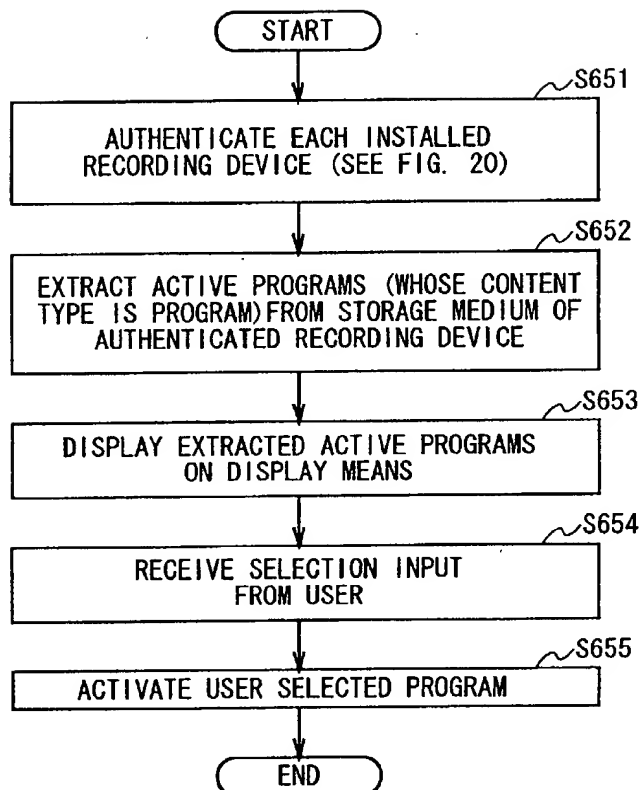 START
S651
AUTHENTICATE EACH INSTALLED
RECORDING DEVICE (SEE FIG. 20)
S652
EXTRACT ACTIVE PROGRAMS (WHOSE CONTENT
TYPE IS PROGRAM)FROM STORAGE MEDIUM OF
AUTHENTICATED RECORDING DEVICE
S653
DISPLAY EXTRACTED ACTIVE PROGRAMS
ON DISPLAY MEANS
S654
RECEIVE SELECTION INPUT
FROM USER
S655
ACTIVATE USER SELECTED PROGRAM
END